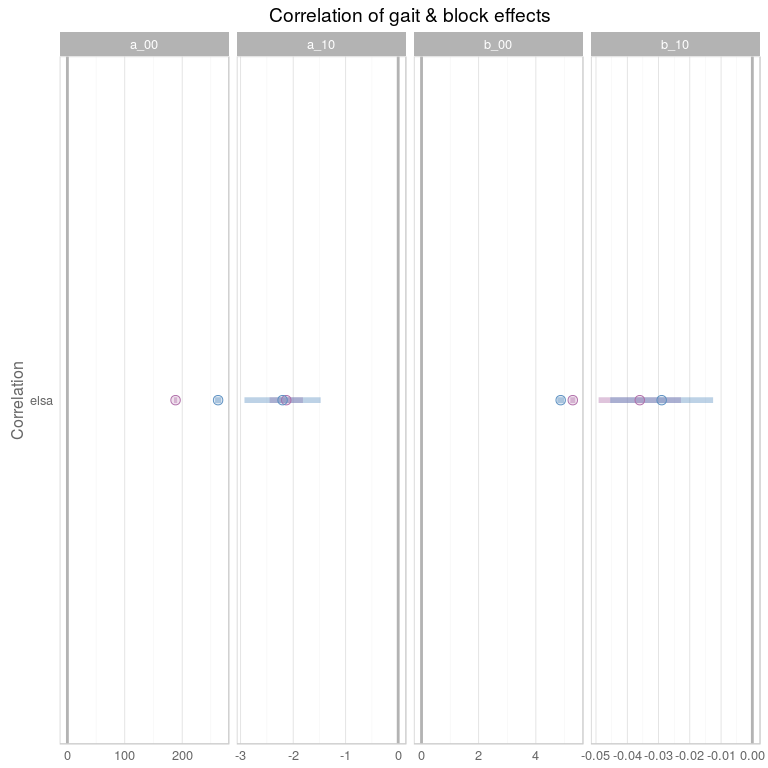 Correlation of gait & block effects
a_00 a_10 b_00 b_10
Correlation
elsa
0 100 200 -3 -2 -1 0 0 2 4 -0.05 -0.04 -0.03 -0.02 -0.01 0.00